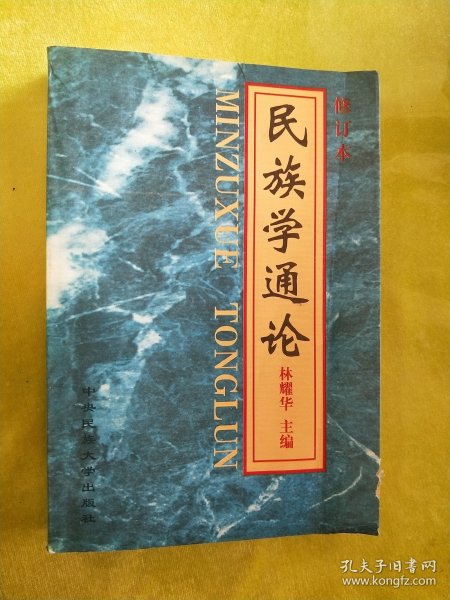 修订本
民族学通论
林耀华 主编
MINZUXUE TONGLUN
中央民族大学出版社
孔夫子旧书网
www.kongfz.com